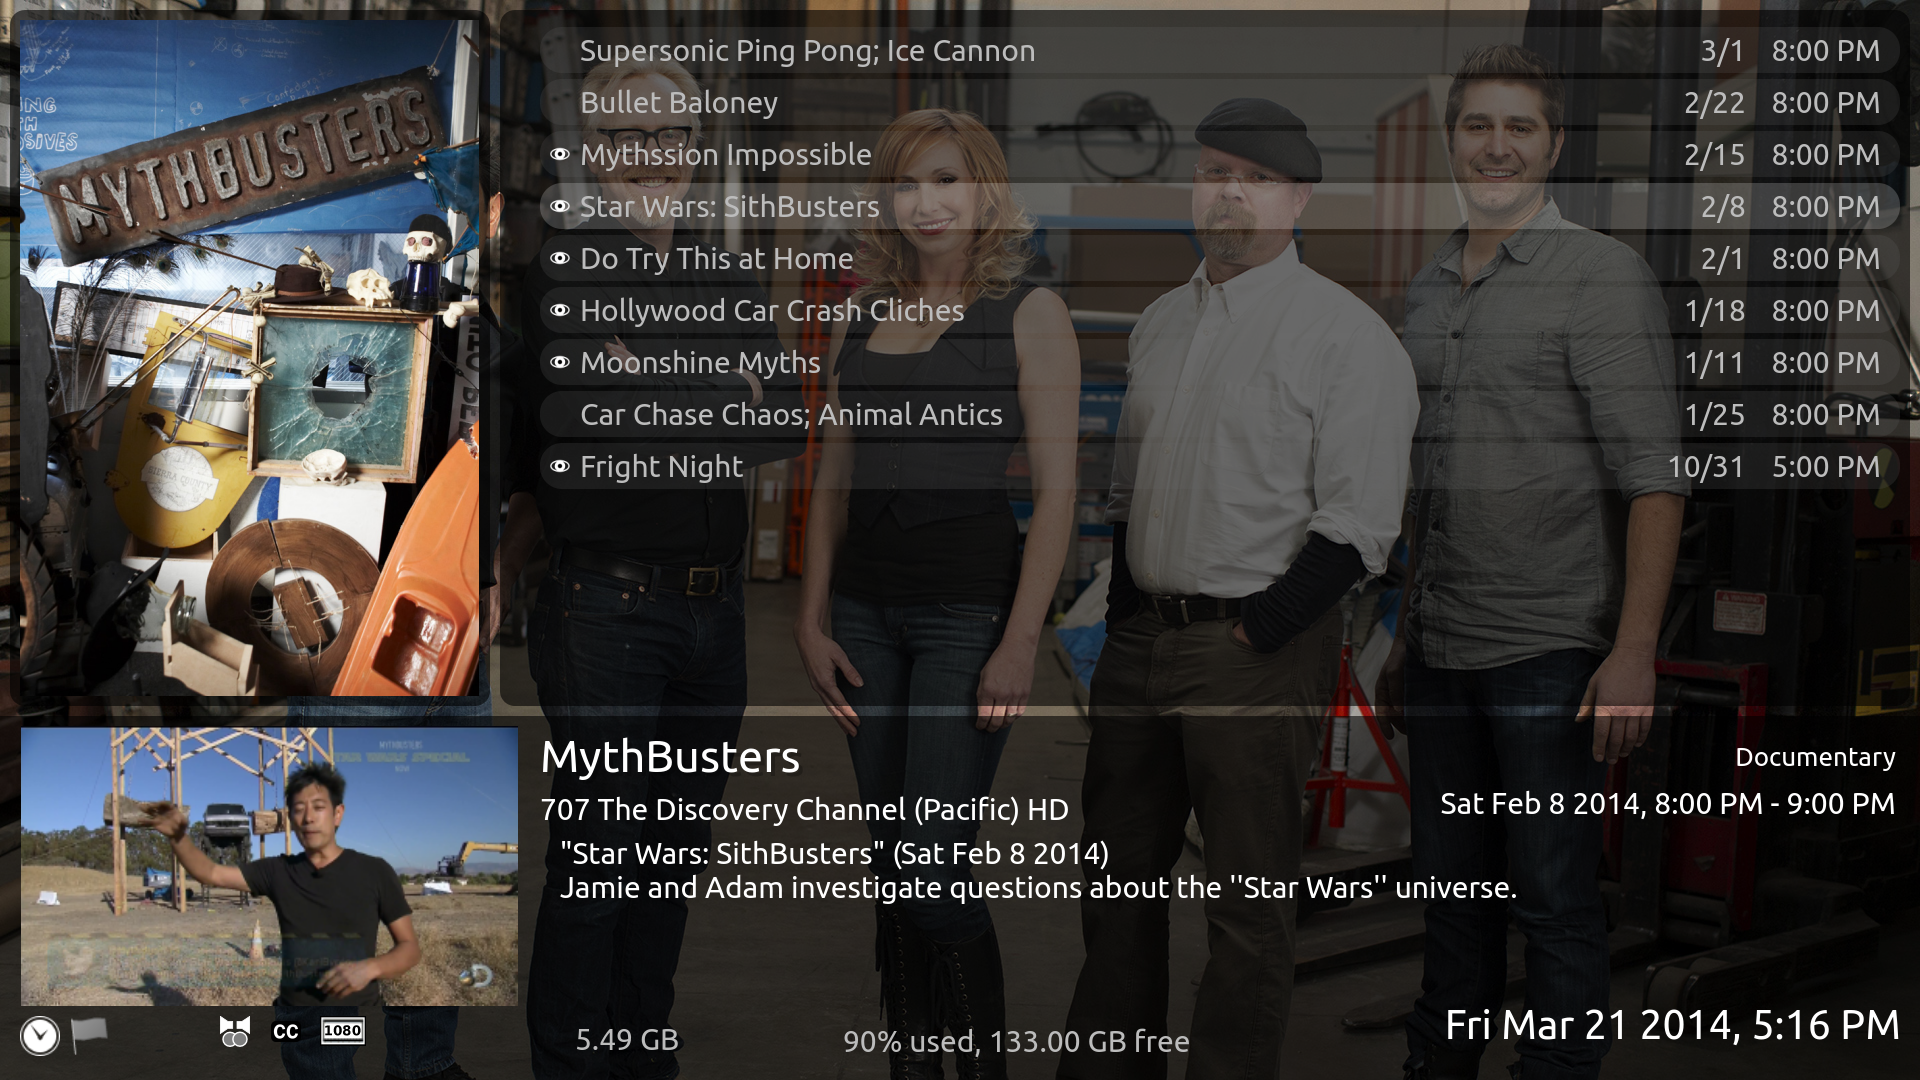 MYTHBUSTERS
Supersonic Ping Pong; Ice Cannon 3/1 8:00 PM
Bullet Baloney 2/22 8:00 PM
Mythssion Impossible 2/15 8:00 PM
Star Wars: SithBusters 2/8 8:00 PM
Do Try This at Home 2/1 8:00 PM
Hollywood Car Crash Cliches 1/18 8:00 PM
Moonshine Myths 1/11 8:00 PM
Car Chase Chaos; Animal Antics 1/25 8:00 PM
Fright Night 10/31 5:00 PM
MYTHBUSTERS
STAR WARS SPECIAL
MythBusters
Documentary
707 The Discovery Channel (Pacific) HD
Sat Feb 8 2014, 8:00 PM - 9:00 PM
"Star Wars: SithBusters" (Sat Feb 8 2014)
Jamie and Adam investigate questions about the ''Star Wars'' universe.
CC
1080
5.49 GB
90% used, 133.00 GB free
Fri Mar 21 2014, 5:16 PM